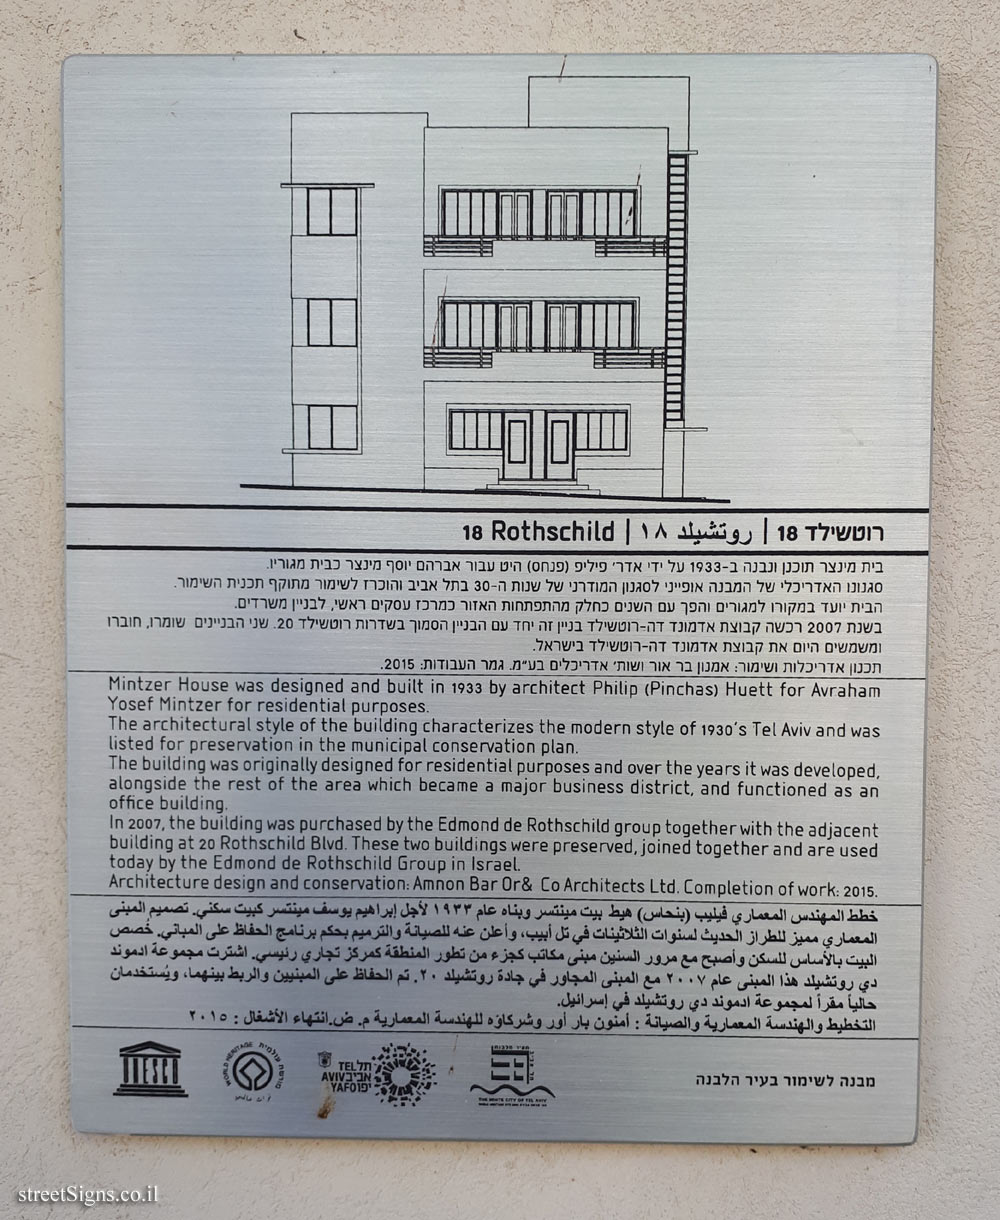 18 Rothschild | روتشيلد ١٨ | רוטשילד 18
בית מינצר תוכנן ונבנה ב-1933 על ידי אדר' פיליפ (פנחס) היט עבור אברהם יוסף מינצר כבית מגוריו.
סגנונו האדריכלי של המבנה אופייני לסגנון המודרני של שנות ה-30 בתל אביב והוכרז לשימור מתוקף תכנית השימור.
הבית יועד במקורו למגורים והפך עם השנים כחלק מהתפתחות האזור כמרכז עסקים ראשי, לבניין משרדים.
בשנת 2007 רכשה קבוצת אדמונד דה-רוטשילד בניין זה יחד עם הבניין הסמוך בשדרות רוטשילד 20. שני הבניינים שומרו, חוברו
ומשמשים היום את קבוצת אדמונד דה-רוטשילד בישראל.
תכנון אדריכלות ושימור: אמנון בר אור ושות' אדריכלים בע"מ. גמר העבודות: 2015.
Mintzer House was designed and built in 1933 by architect Philip (Pinchas) Huett for Avraham
Yosef Mintzer for residential purposes.
The architectural style of the building characterizes the modern style of 1930's Tel Aviv and was
listed for preservation in the municipal conservation plan.
The building was originally designed for residential purposes and over the years it was developed,
alongside the rest of the area which became a major business district, and functioned as an
office building.
In 2007, the building was purchased by the Edmond de Rothschild group together with the adjacent
building at 20 Rothschild Blvd. These two buildings were preserved, joined together and are used
today by the Edmond de Rothschild Group in Israel.
Architecture design and conservation: Amnon Bar Or& Co Architects Ltd. Completion of work: 2015.
خطط المهندس المعماري فيليب (بنحاس) هيط بيت مينتسر وبناه عام ١٩٣٣ لأجل إبراهيم يوسف مينتسر كبيت سكني. تصميم المبنى
المعماري مميز للطراز الحديث لسنوات الثلاثينات في تل أبيب، وأعلن عنه للصيانة والترميم بحكم برنامج الحفاظ على المباني. خُصص
البيت بالأساس للسكن وأصبح مع مرور السنين مبنى مكاتب كجزء من تطور المنطقة كمركز تجاري رئيسي. اشترت مجموعة ادموند
دي روتشيلد هذا المبنى عام ٢٠٠٧ مع المبنى المجاور في جادة روتشيلد ٢٠. تم الحفاظ على المبنيين والربط بينهما، ويُستخدمان
حالياً مقراً لمجموعة ادموند دي روتشيلد في إسرائيل.
التخطيط والهندسة المعمارية والصيانة : أمنون بار أور وشركاؤه للهندسة المعمارية م. ض.انتهاء الأشغال : ٢٠١٥
UNESCO
WORLD HERITAGE מורשת עולמית
TEL AVIV YAFO
תל אביב יפו
העיר הלבנה תל אביב
THE WHITE CITY OF TEL AVIV
מבנה לשימור בעיר הלבנה
streetSigns.co.il